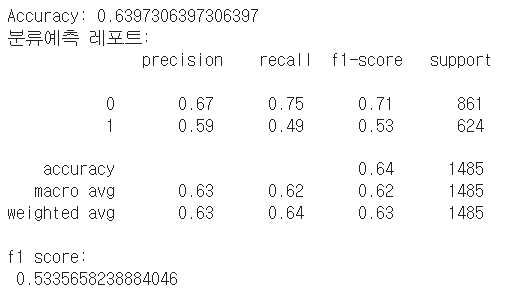 Accuracy: 0.6397306397306397
분류예측 레포트:
precision recall f1-score support
0 0.67 0.75 0.71 861
1 0.59 0.49 0.53 624
accuracy 0.64 1485
macro avg 0.63 0.62 0.62 1485
weighted avg 0.63 0.64 0.63 1485
f1 score:
0.5335658238884046